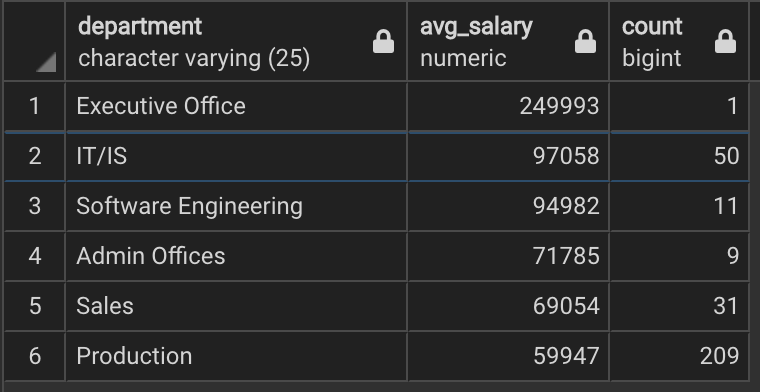 department avg_salary count
character varying (25) numeric bigint
1 Executive Office 249993 1
2 IT/IS 97058 50
3 Software Engineering 94982 11
4 Admin Offices 71785 9
5 Sales 69054 31
6 Production 59947 209